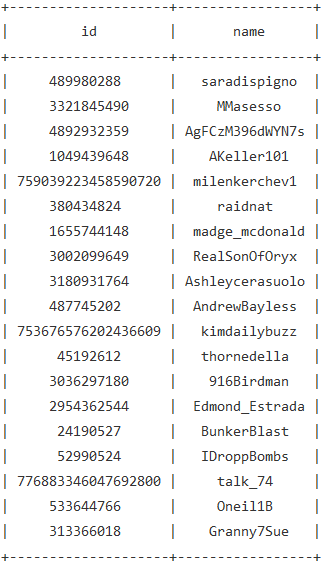 id name
489980288 saradispigno
3321845490 MMasesso
4892932359 AgFCzM396dWYN7s
1049439648 AKeller101
759039223458590720 milenkerchev1
380434824 raidnat
1655744148 madge_mcdonald
3002099649 RealSonOfOryx
3180931764 Ashleycerasuolo
487745202 AndrewBayless
753676576202436609 kimdailybuzz
45192612 thornedella
3036297180 916Birdman
2954362544 Edmond_Estrada
24190527 BunkerBlast
52990524 IDroppBombs
776883346047692800 talk_74
533644766 Oneil1B
313366018 Granny7Sue